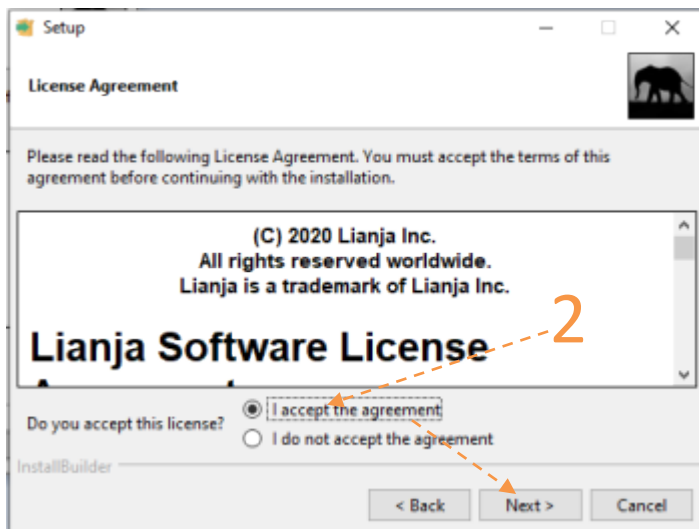 Setup
License Agreement
Please read the following License Agreement. You must accept the terms of this
agreement before continuing with the installation.
(C) 2020 Lianja Inc.
All rights reserved worldwide.
Lianja is a trademark of Lianja Inc.
Lianja Software License
2
Do you accept this license?
I accept the agreement
I do not accept the agreement
InstallBuilder
< Back
Next >
Cancel